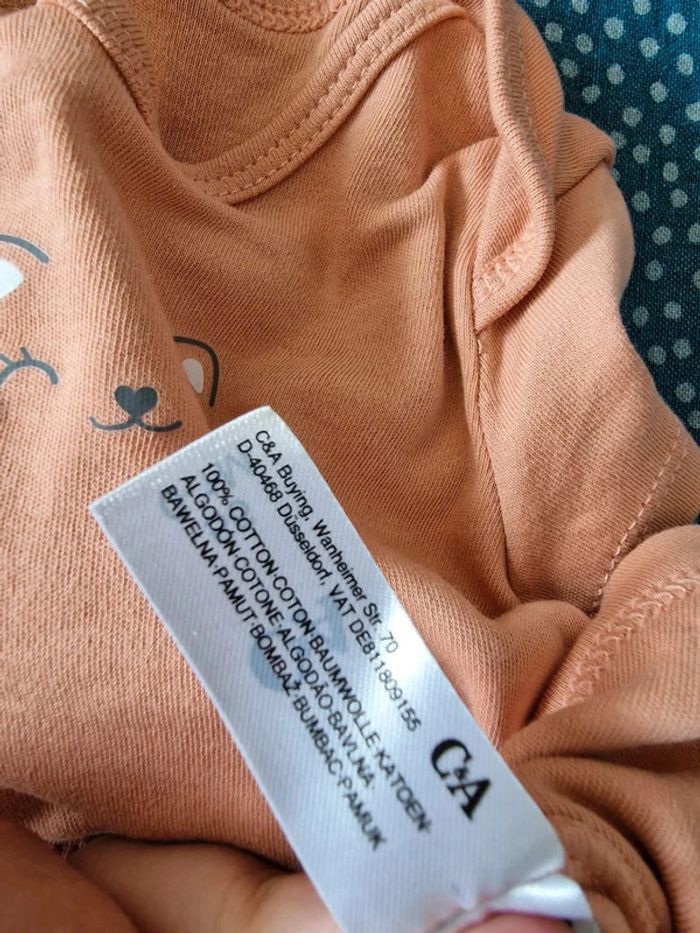 C&A Buying, Wanheimer Str. 70
D-40468 Düsseldorf, VAT DE811809155
100% COTTON·COTON·BAUMWOLLE·KATOEN·
ALGODÓN·COTONE·ALGODÃO·BAVLNA·
BAWEŁNA·PAMUT·BOMBAŽ·BUMBAC·PAMUK
C&A